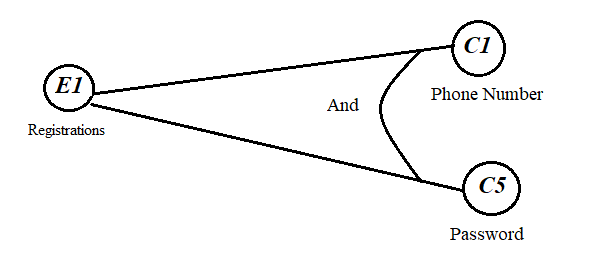 C1
E1
And
Phone Number
Registrations
C5
Password